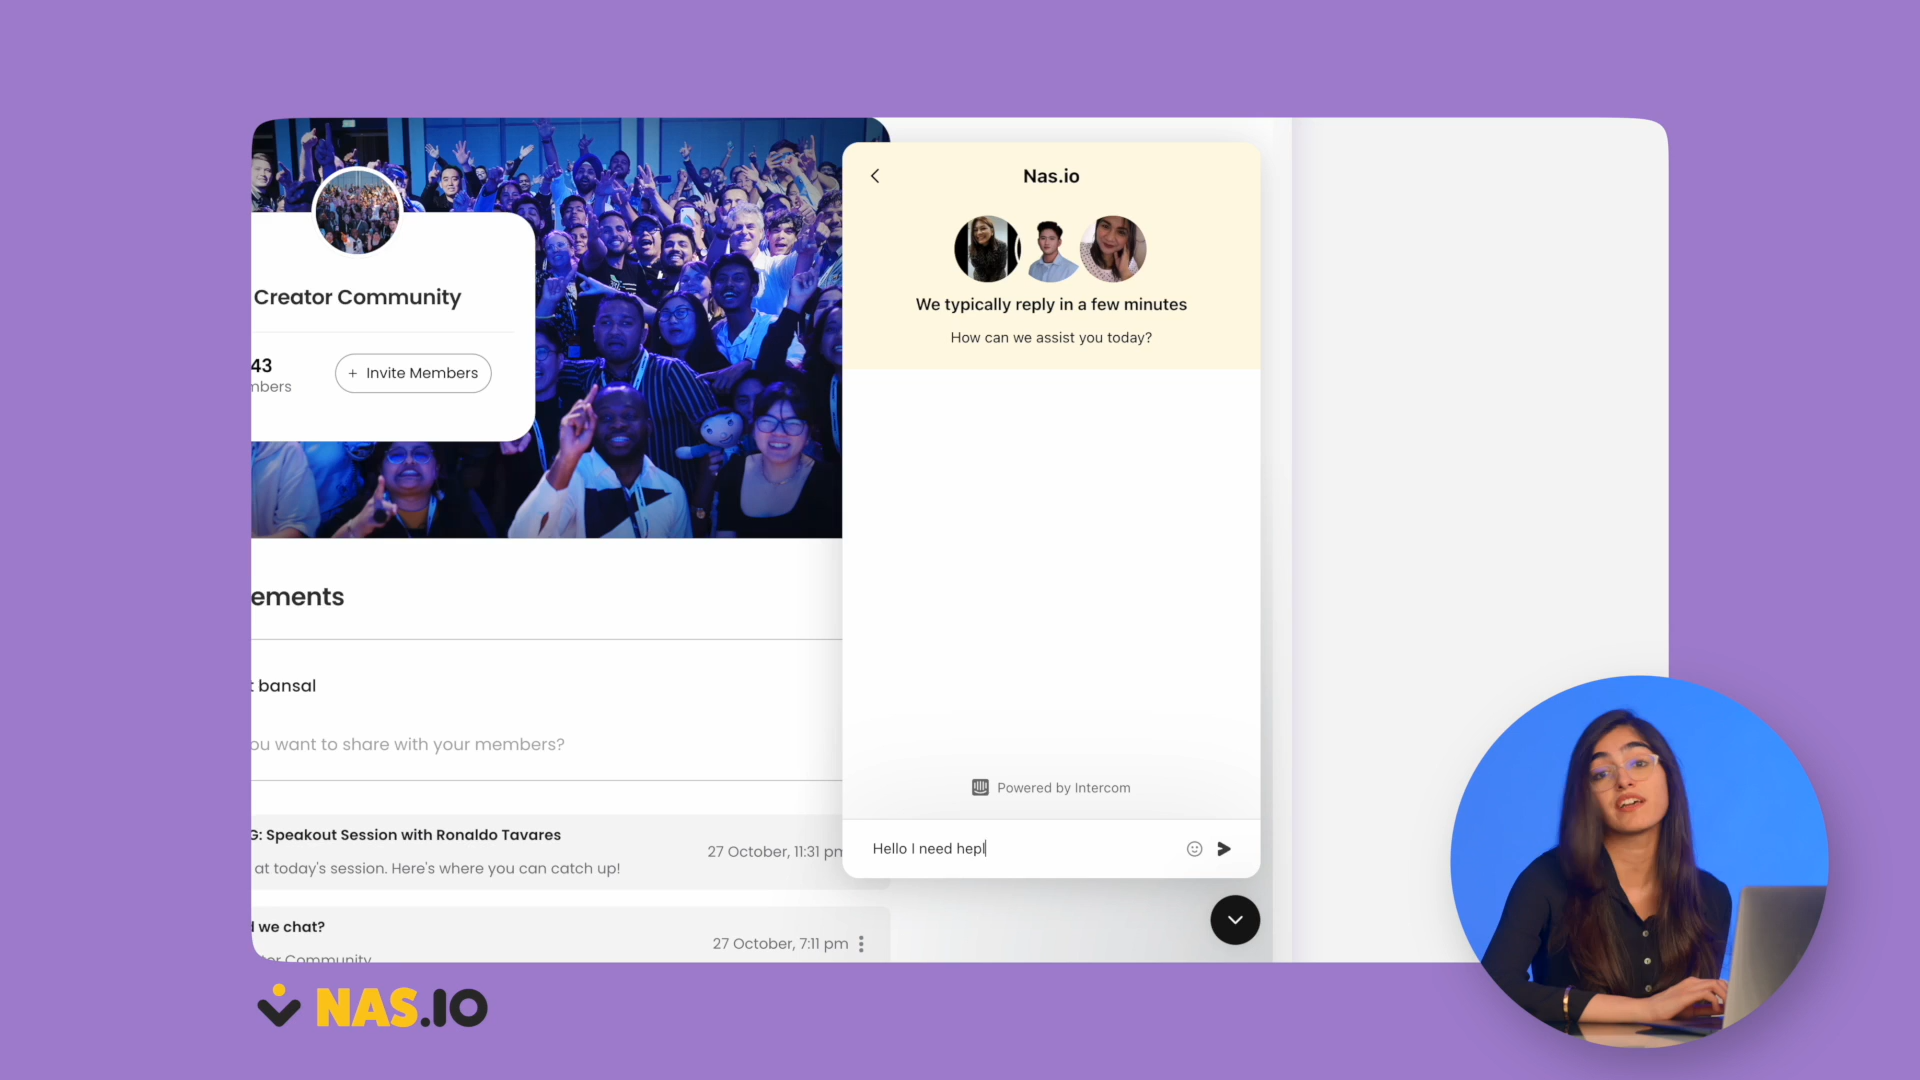 Creator Community
43
mbers
+ Invite Members
ements
t bansal
ou want to share with your members?
G: Speakout Session with Ronaldo Tavares
27 October, 11:31 pm
at today's session. Here's where you can catch up!
we chat?
27 October, 7:11 pm
tor Community
Nas.io
We typically reply in a few minutes
How can we assist you today?
Powered by Intercom
Hello I need hepl
NAS.IO